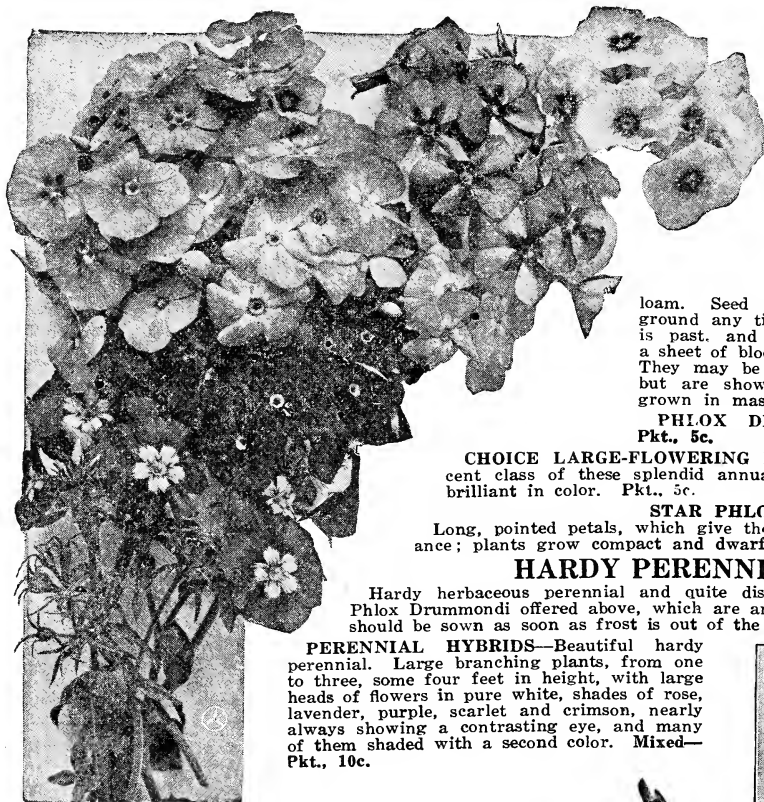 loam. Seed
ground any ti
is past. and
a sheet of bloo
They may be
but are show
grown in mas
PHLOX D
Pkt., 5c.
CHOICE LARGE-FLOWERING
cent class of these splendid annua
brilliant in color. Pkt., 5c.
STAR PHLO
Long, pointed petals, which give the
ance; plants grow compact and dwarf
HARDY PERENNI
Hardy herbaceous perennial and quite dis
Phlox Drummondi offered above, which are an
should be sown as soon as frost is out of the
PERENNIAL HYBRIDS—Beautiful hardy
perennial. Large branching plants, from one
to three, some four feet in height, with large
heads of flowers in pure white, shades of rose,
lavender, purple, scarlet and crimson, nearly
always showing a contrasting eye, and many
of them shaded with a second color. Mixed—
Pkt., 10c.